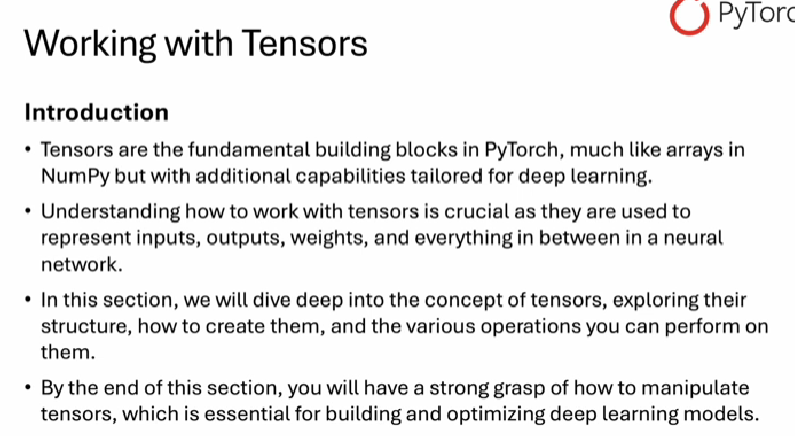 PyTorc
Working with Tensors
Introduction
• Tensors are the fundamental building blocks in PyTorch, much like arrays in
NumPy but with additional capabilities tailored for deep learning.
• Understanding how to work with tensors is crucial as they are used to
represent inputs, outputs, weights, and everything in between in a neural
network.
• In this section, we will dive deep into the concept of tensors, exploring their
structure, how to create them, and the various operations you can perform on
them.
• By the end of this section, you will have a strong grasp of how to manipulate
tensors, which is essential for building and optimizing deep learning models.